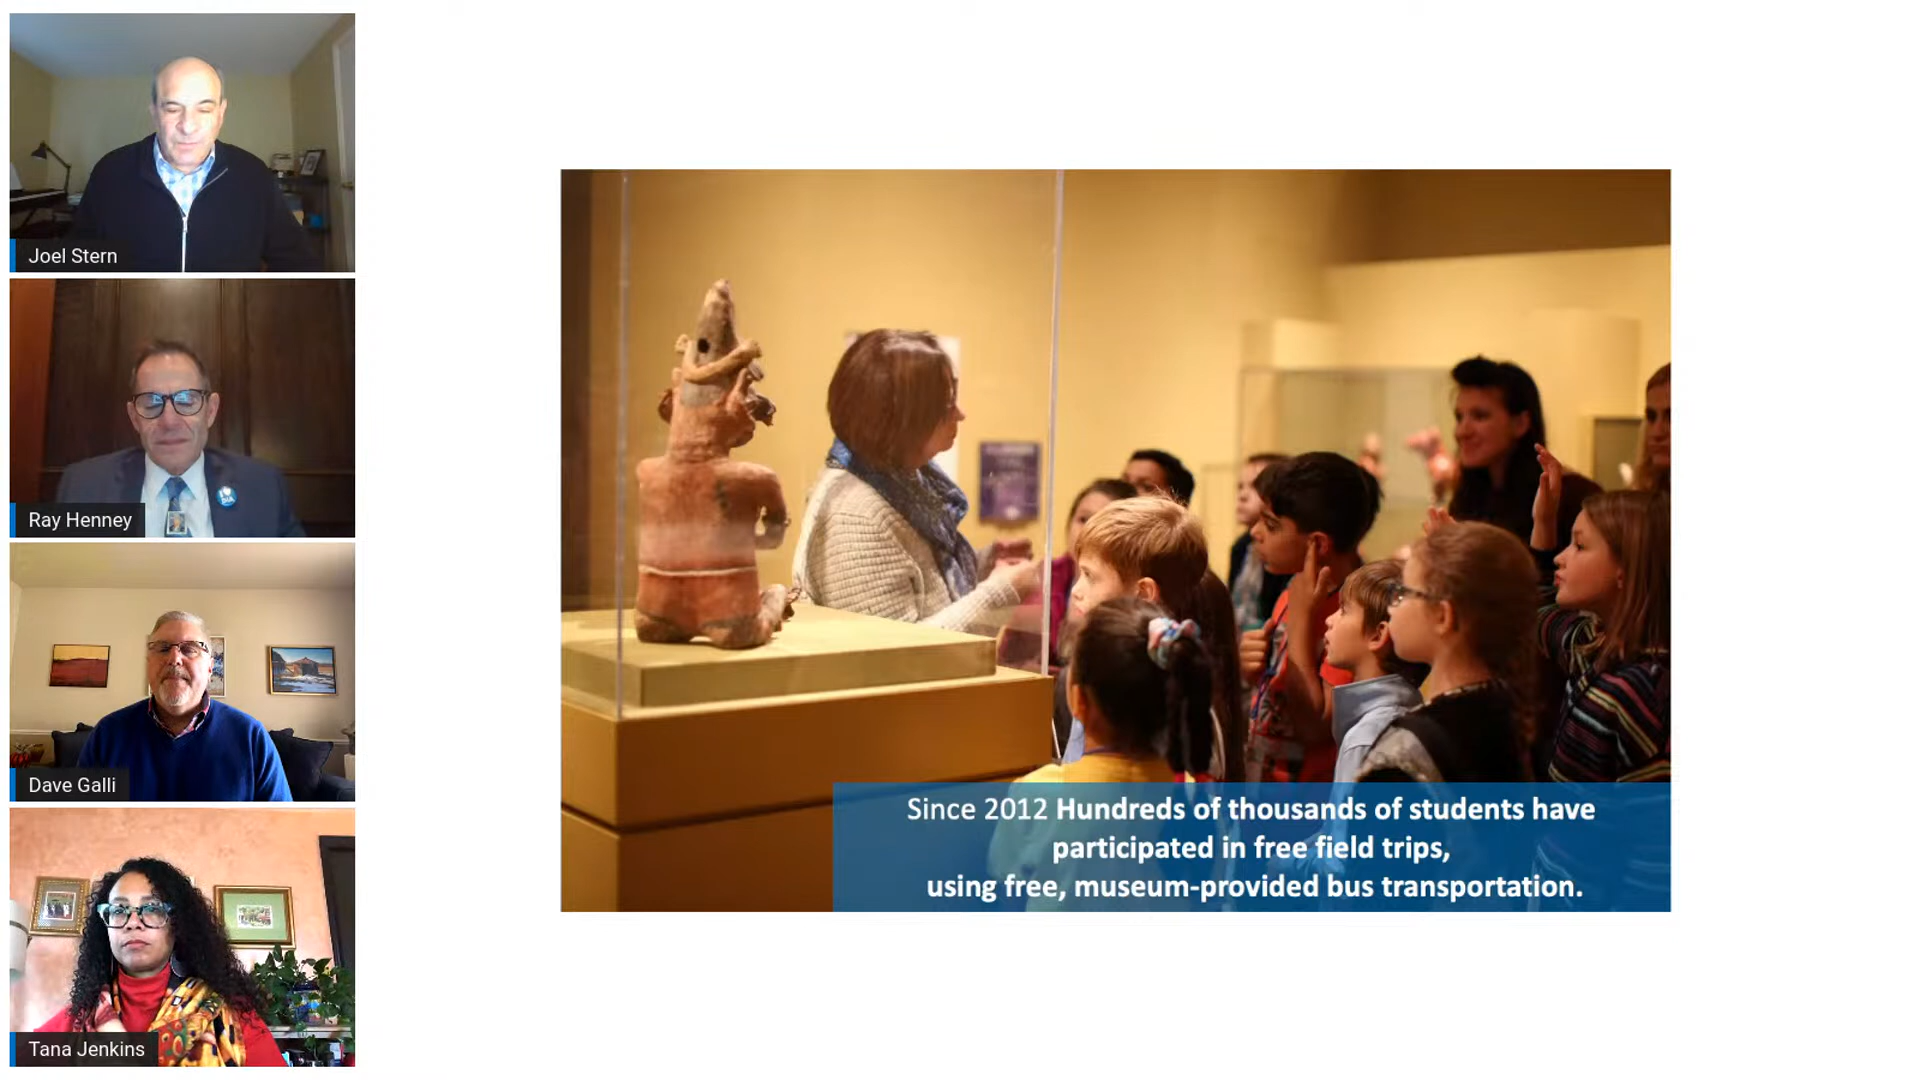 Joel Stern
Ray Henney
Dave Galli
Tana Jenkins
Since 2012 Hundreds of thousands of students have
participated in free field trips,
using free, museum-provided bus transportation.